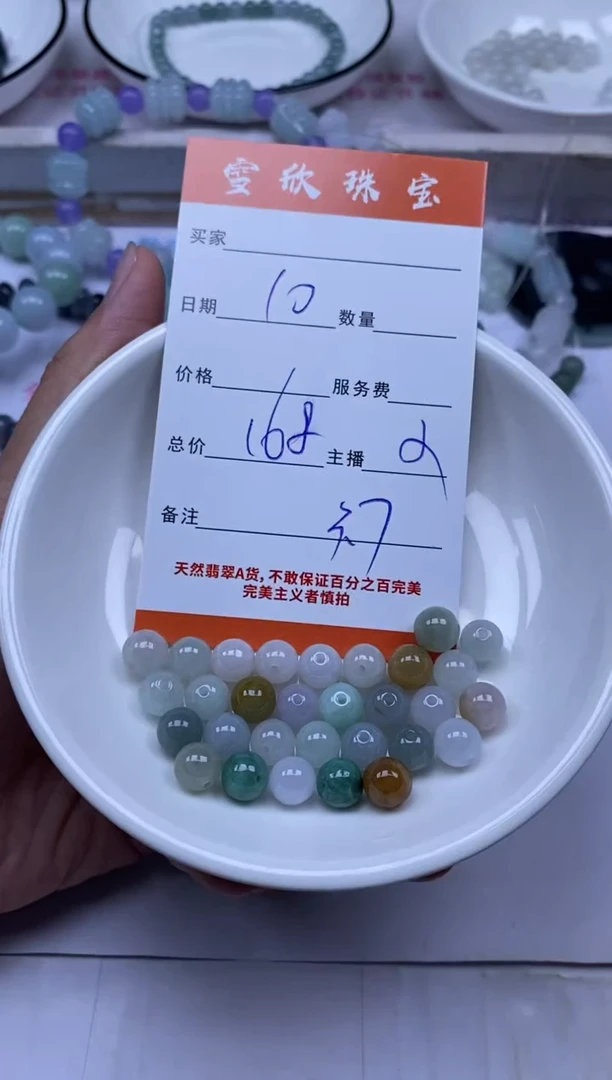 雯欣珠宝
买家
日期 10 数量
价格 服务费
总价 168 主播
备注
天然翡翠A货,不敢保证百分之百完美
完美主义者慎拍